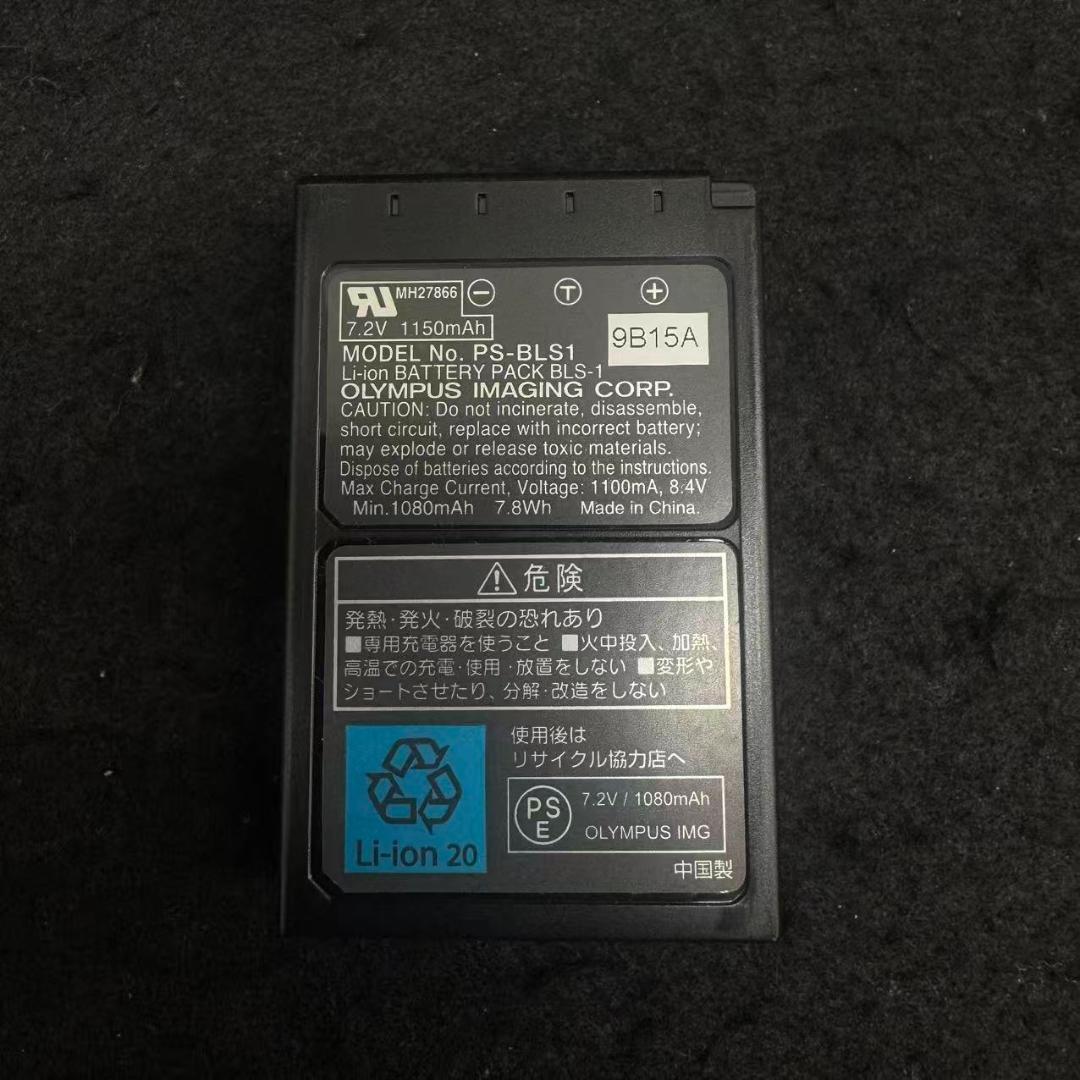 RU MH27866 − T +
7.2V 1150mAh
9B15A
MODEL No. PS-BLS1
Li-ion BATTERY PACK BLS-1
OLYMPUS IMAGING CORP.
CAUTION: Do not incinerate, disassemble,
short circuit, replace with incorrect battery;
may explode or release toxic materials.
Dispose of batteries according to the instructions.
Max Charge Current, Voltage: 1100mA, 8.4V
Min.1080mAh 7.8Wh Made in China.
⚠危険
発熱・発火・破裂の恐れあり
■専用充電器を使うこと ■火中投入、加熱、
高温での充電・使用・放置をしない ■変形や
ショートさせたり、分解・改造をしない
使用後は
リサイクル協力店へ
Li-ion 20
PS
E
7.2V / 1080mAh
OLYMPUS IMG
中国製